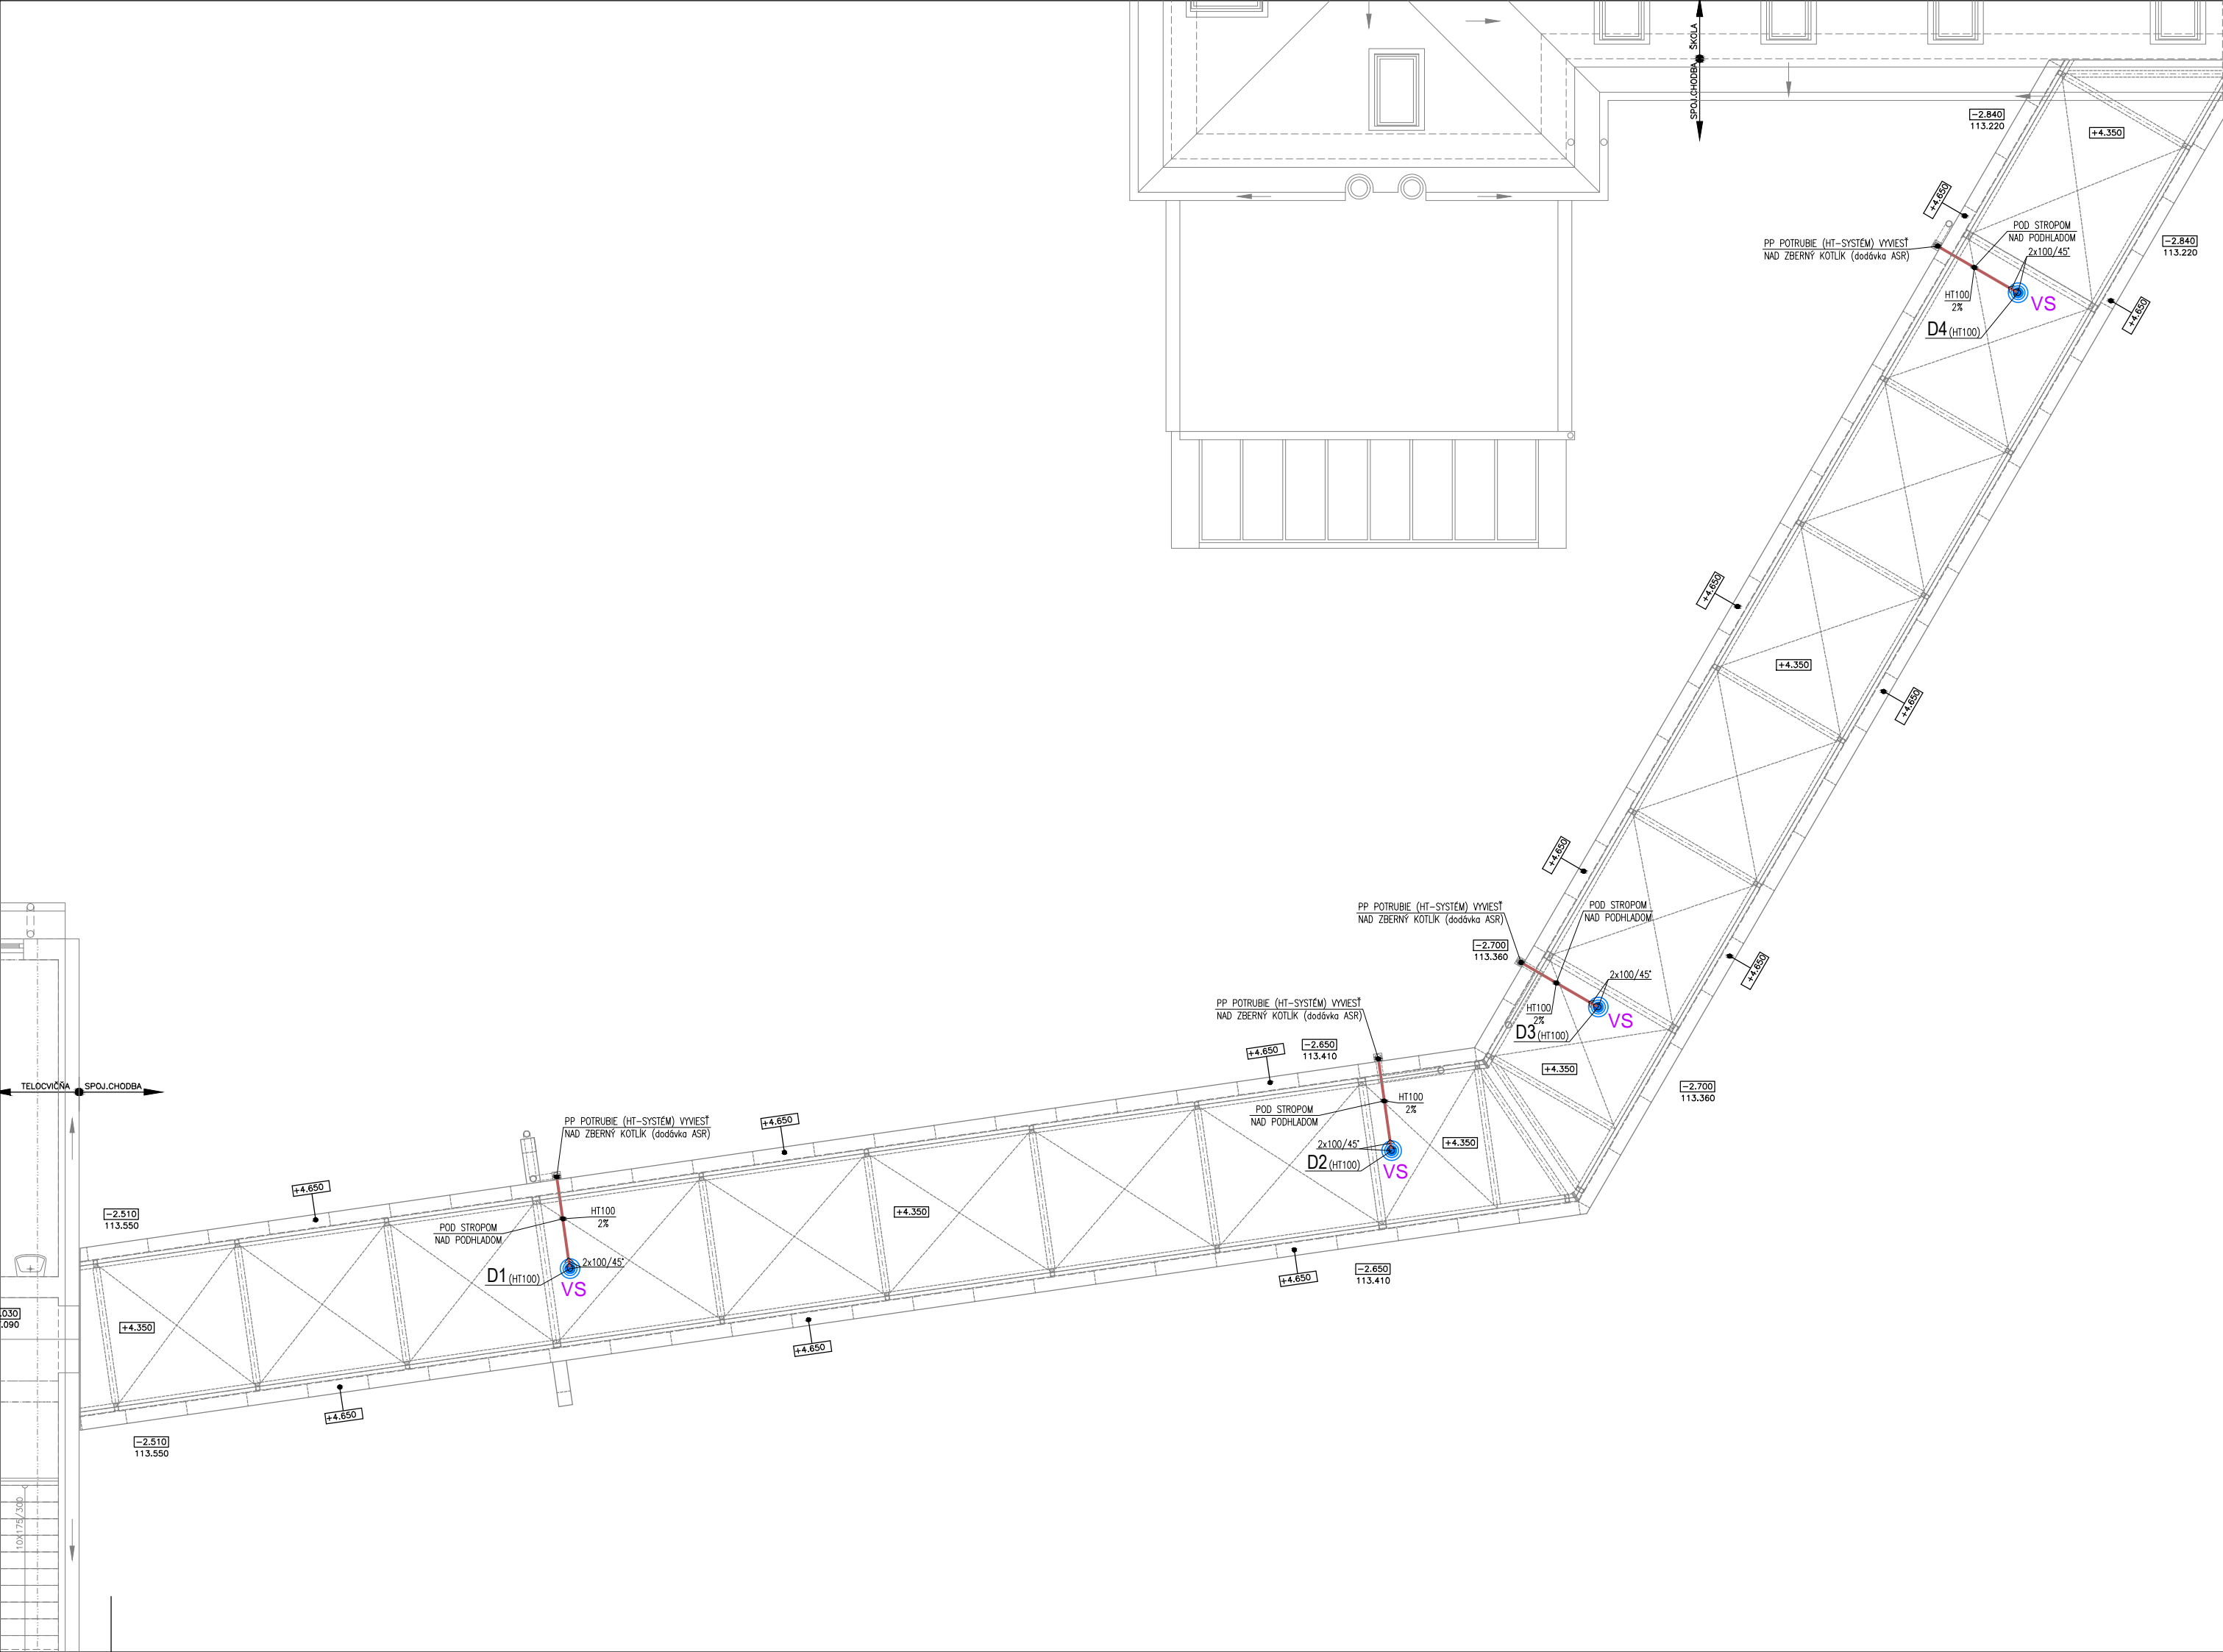 ŠKOLA
SPOJ.CHODBA
-2.840
113.220
+4.350
+4.650
POD STROPOM
NAD PODHLADOM
PP POTRUBIE (HT-SYSTÉM) VYVIESŤ
NAD ZBERNÝ KOTLÍK (dodávka ASR)
2x100/45°
-2.840
113.220
HT100
2%
VS
D4 (HT100)
+4.650
+4.650
+4.350
+4.650
+4.650
PP POTRUBIE (HT-SYSTÉM) VYVIESŤ
NAD ZBERNÝ KOTLÍK (dodávka ASR)
POD STROPOM
NAD PODHLADOM
-2.700
113.360
2x100/45°
+4.650
HT100
2%
VS
D3 (HT100)
PP POTRUBIE (HT-SYSTÉM) VYVIESŤ
NAD ZBERNÝ KOTLÍK (dodávka ASR)
+4.650
-2.650
113.410
+4.350
-2.700
113.360
TELOCVIČŇA
SPOJ.CHODBA
HT100
2%
POD STROPOM
NAD PODHLADOM
PP POTRUBIE (HT-SYSTÉM) VYVIESŤ
NAD ZBERNÝ KOTLÍK (dodávka ASR)
+4.650
2x100/45°
+4.350
D2 (HT100)
VS
+4.650
-2.510
113.550
HT100
2%
POD STROPOM
NAD PODHLADOM
+4.350
2x100/45°
D1 (HT100)
VS
-2.650
113.410
+4.650
.030
.090
+4.350
+4.650
+4.650
-2.510
113.550
10X175/300